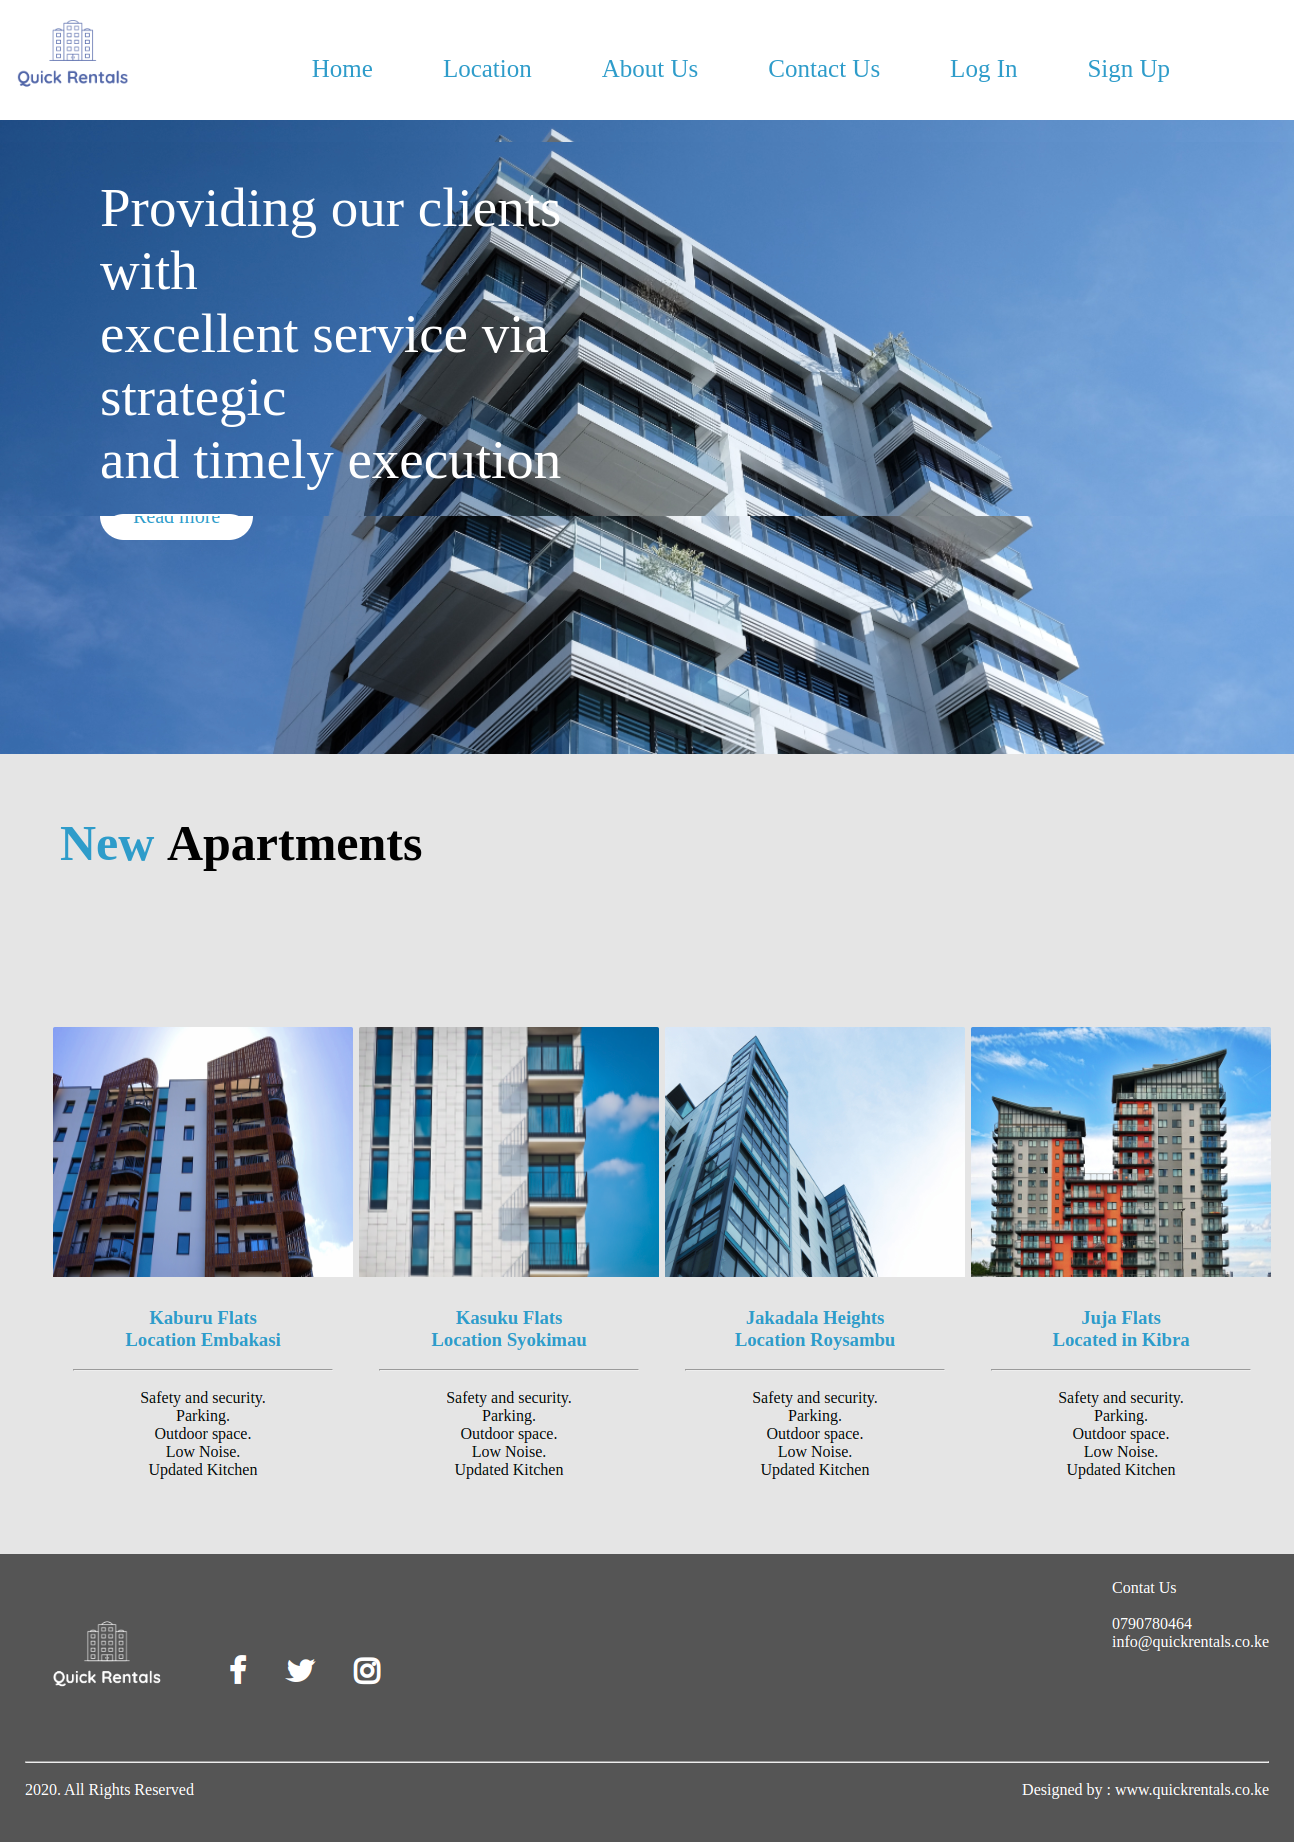 Quick Rentals
Home Location About Us Contact Us Log In Sign Up
Providing our clients
with
excellent service via
strategic
and timely execution
Read more
New Apartments
Kaburu Flats
Location Embakasi
Safety and security.
Parking.
Outdoor space.
Low Noise.
Updated Kitchen
Kasuku Flats
Location Syokimau
Safety and security.
Parking.
Outdoor space.
Low Noise.
Updated Kitchen
Jakadala Heights
Location Roysambu
Safety and security.
Parking.
Outdoor space.
Low Noise.
Updated Kitchen
Juja Flats
Located in Kibra
Safety and security.
Parking.
Outdoor space.
Low Noise.
Updated Kitchen
Quick Rentals
Contat Us
0790780464
info@quickrentals.co.ke
2020. All Rights Reserved
Designed by : www.quickrentals.co.ke